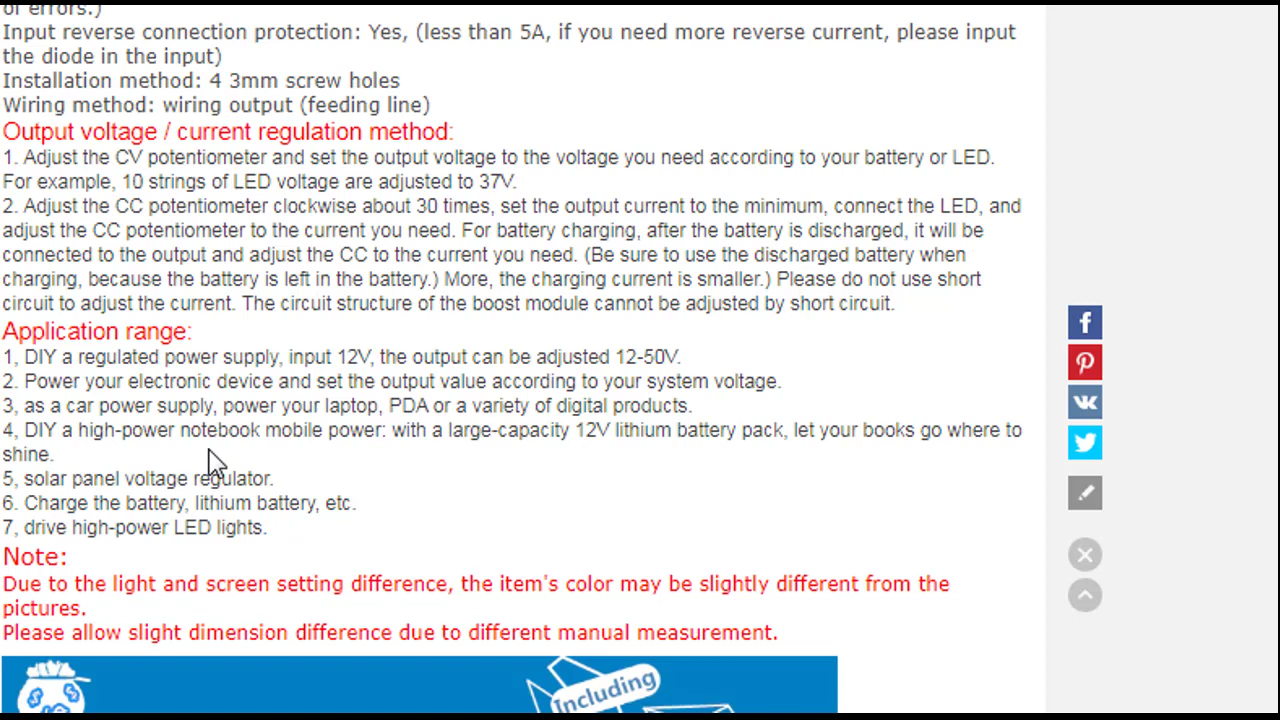 of errors.)
Input reverse connection protection: Yes, (less than 5A, if you need more reverse current, please input
the diode in the input)
Installation method: 4 3mm screw holes
Wiring method: wiring output (feeding line)
Output voltage / current regulation method:
1. Adjust the CV potentiometer and set the output voltage to the voltage you need according to your battery or LED.
For example, 10 strings of LED voltage are adjusted to 37V.
2. Adjust the CC potentiometer clockwise about 30 times, set the output current to the minimum, connect the LED, and
adjust the CC potentiometer to the current you need. For battery charging, after the battery is discharged, it will be
connected to the output and adjust the CC to the current you need. (Be sure to use the discharged battery when
charging, because the battery is left in the battery.) More, the charging current is smaller.) Please do not use short
circuit to adjust the current. The circuit structure of the boost module cannot be adjusted by short circuit.
Application range:
1, DIY a regulated power supply, input 12V, the output can be adjusted 12-50V.
2. Power your electronic device and set the output value according to your system voltage.
3, as a car power supply, power your laptop, PDA or a variety of digital products.
4, DIY a high-power notebook mobile power: with a large-capacity 12V lithium battery pack, let your books go where to
shine.
5, solar panel voltage regulator.
6. Charge the battery, lithium battery, etc.
7, drive high-power LED lights.
Note:
Due to the light and screen setting difference, the item's color may be slightly different from the
pictures.
Please allow slight dimension difference due to different manual measurement.
Including